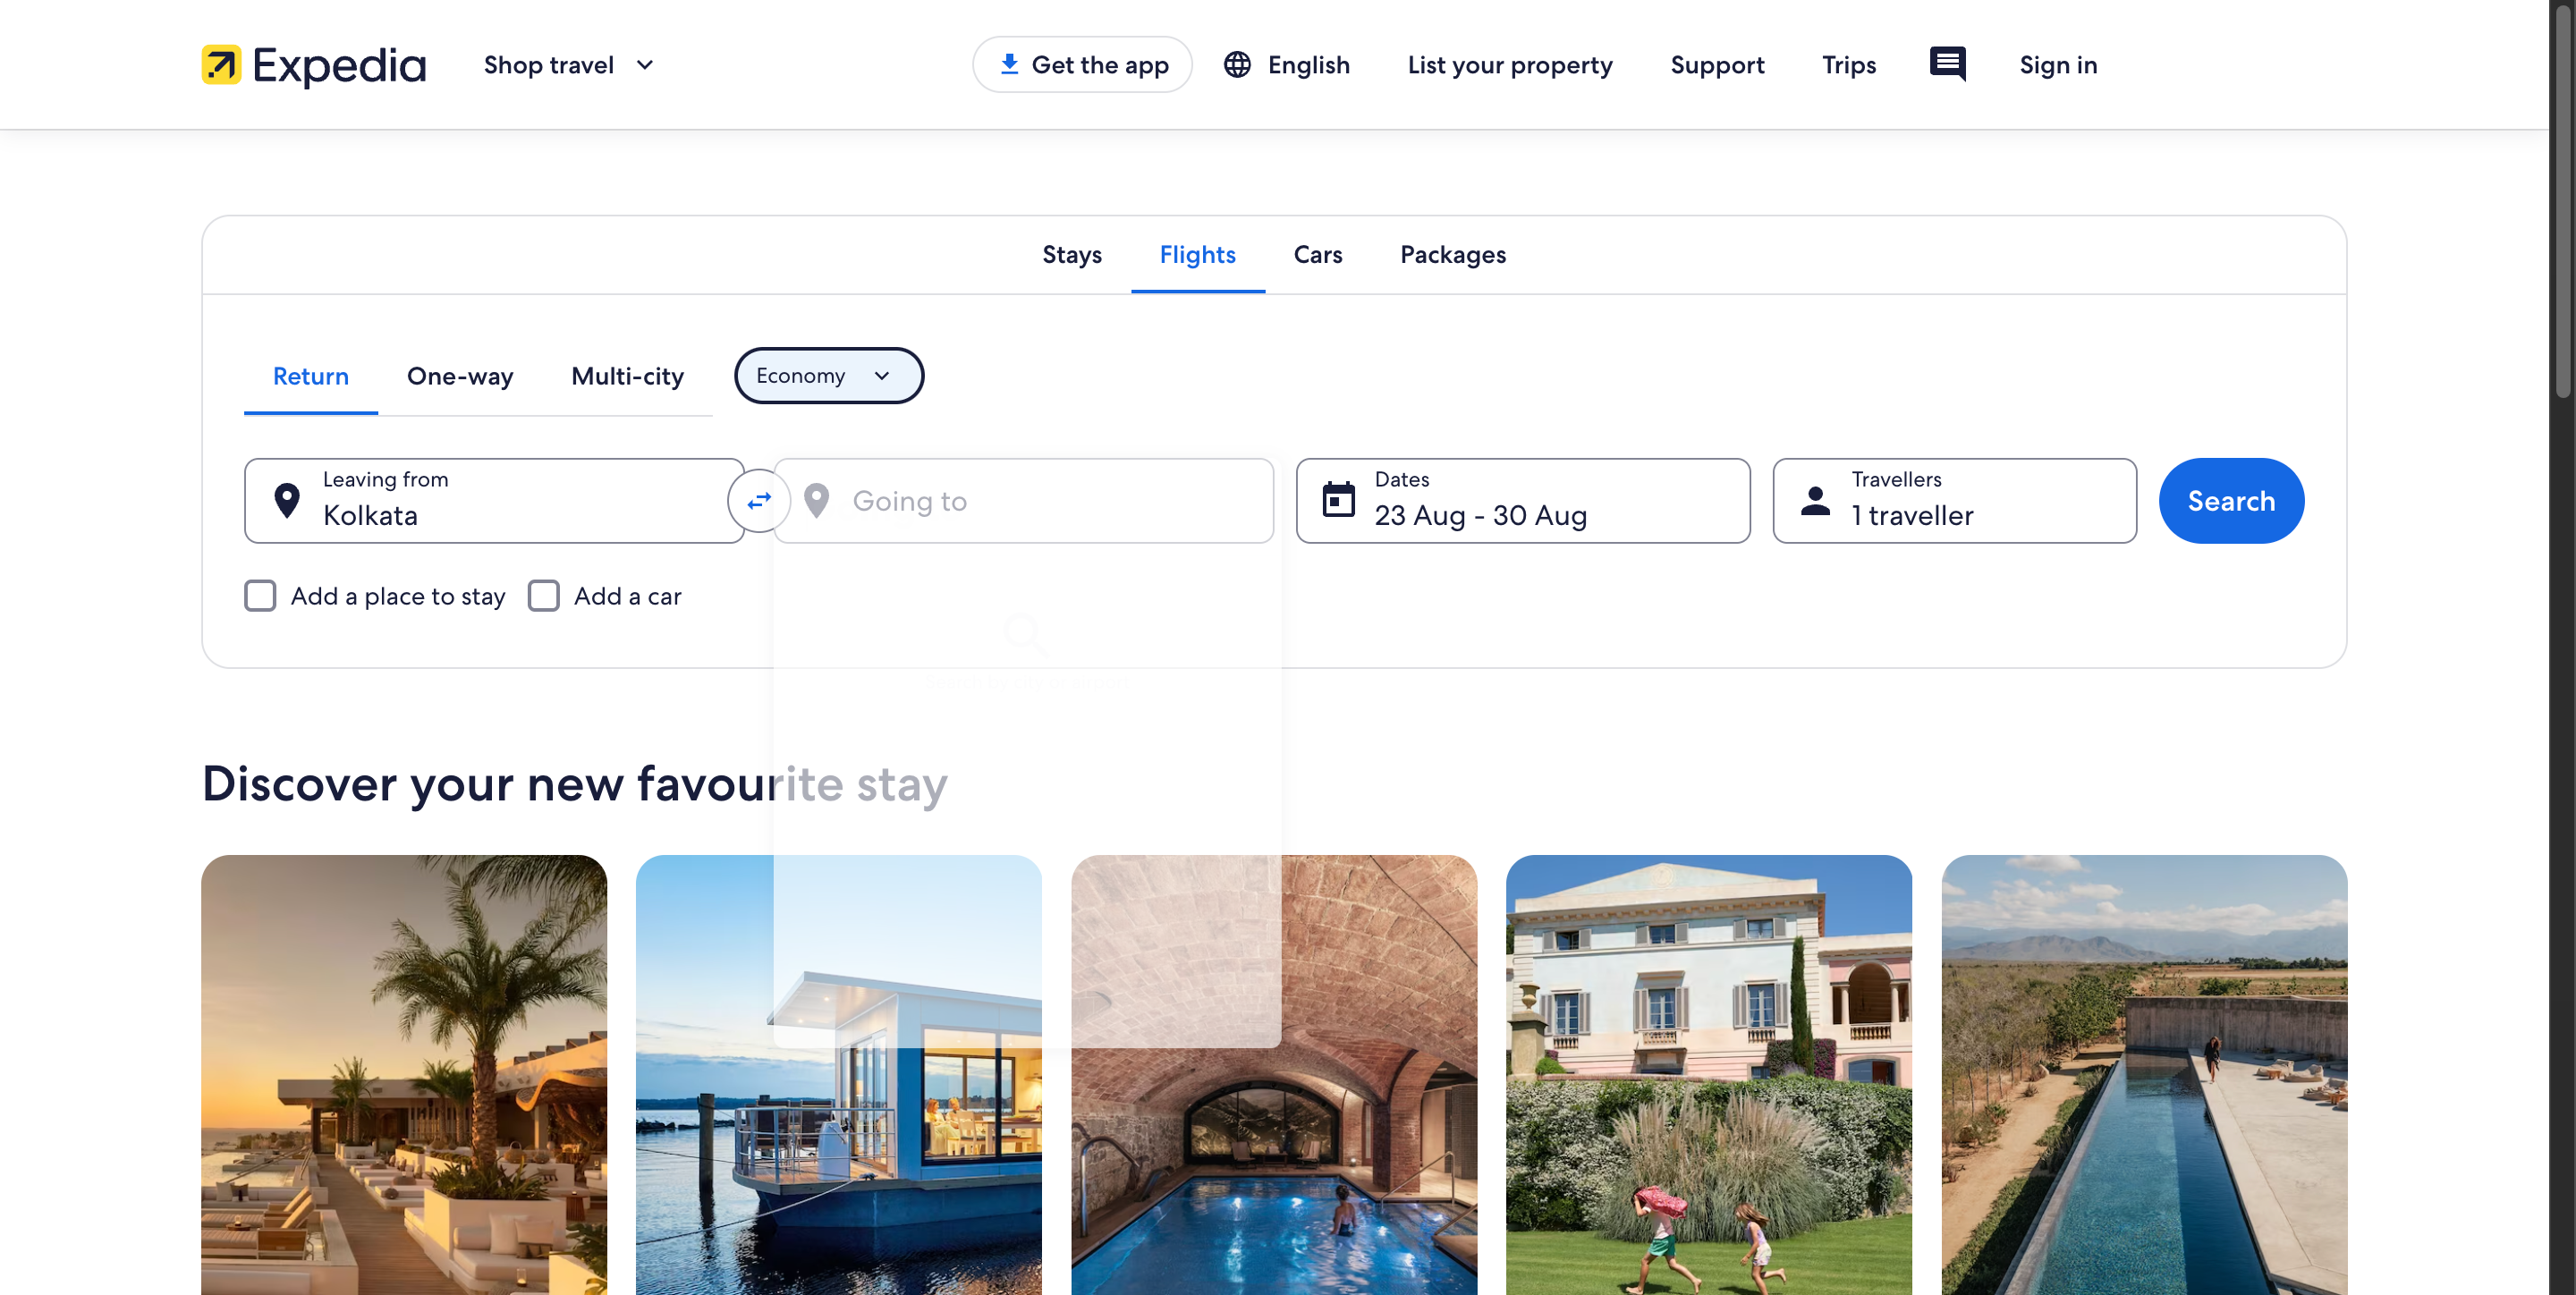 Expedia
Shop travel
Get the app
English
List your property
Support
Trips
Sign in
Stays
Flights
Cars
Packages
Return
One-way
Multi-city
Economy
Leaving from
Kolkata
Going to
Dates
23 Aug - 30 Aug
Travellers
1 traveller
Search
Add a place to stay
Add a car
Discover your new favourite stay